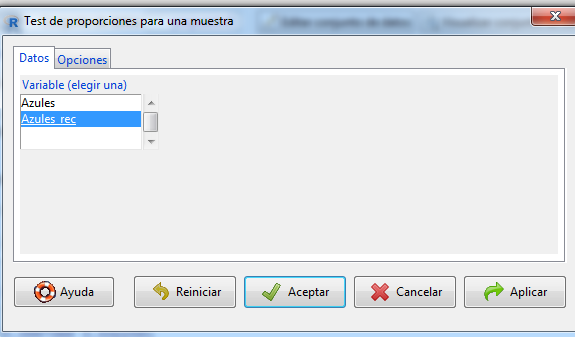 R Test de proporciones para una muestra
Datos Opciones
Variable (elegir una)
Azules
Azules_rec
Ayuda Reiniciar Aceptar Cancelar Aplicar